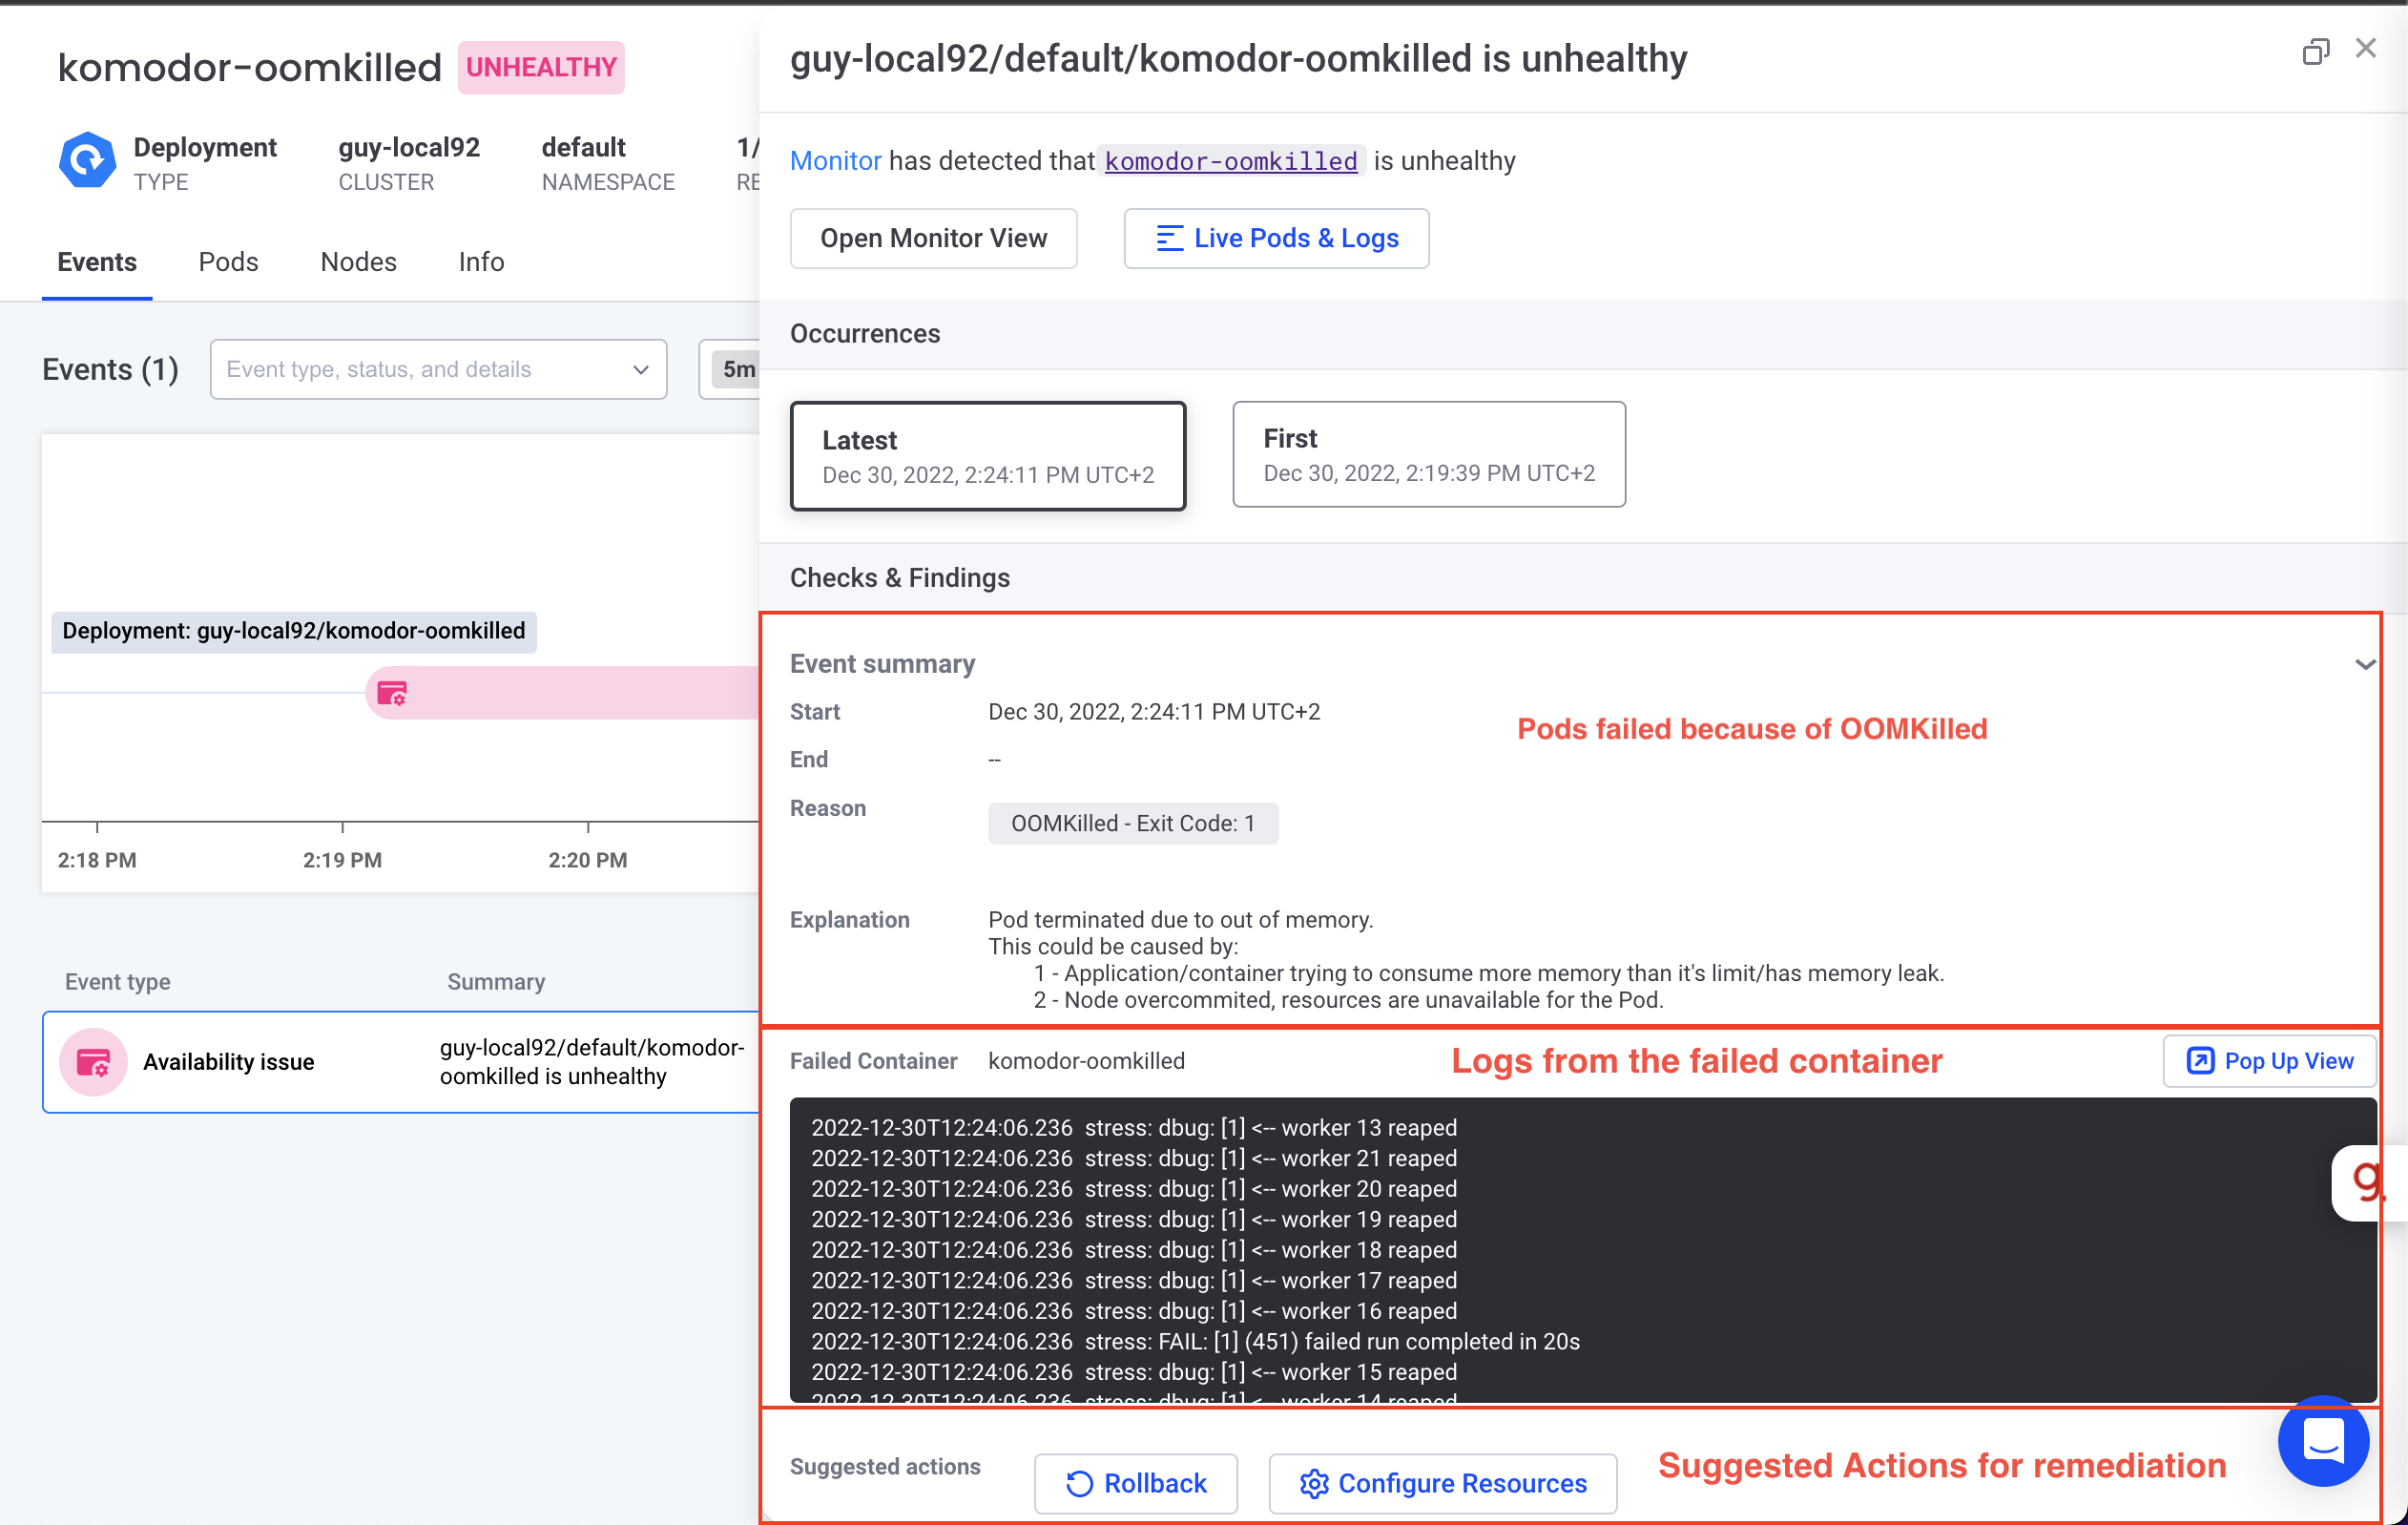 komodor-oomkilled UNHEALTHY
Deployment
TYPE
guy-local92
CLUSTER
default
NAMESPACE
1/
RE
Events Pods Nodes Info
Events (1) Event type, status, and details 5m
Deployment: guy-local92/komodor-oomkilled
2:18 PM 2:19 PM 2:20 PM
Event type Summary
Availability issue
guy-local92/default/komodor-
oomkilled is unhealthy
guy-local92/default/komodor-oomkilled is unhealthy
Monitor has detected that komodor-oomkilled is unhealthy
Open Monitor View Live Pods & Logs
Occurrences
Latest
Dec 30, 2022, 2:24:11 PM UTC+2
First
Dec 30, 2022, 2:19:39 PM UTC+2
Checks & Findings
Event summary
Start Dec 30, 2022, 2:24:11 PM UTC+2
Pods failed because of OOMKilled
End --
Reason OOMKilled - Exit Code: 1
Explanation Pod terminated due to out of memory.
This could be caused by:
1 - Application/container trying to consume more memory than it's limit/has memory leak.
2 - Node overcommited, resources are unavailable for the Pod.
Failed Container komodor-oomkilled Logs from the failed container Pop Up View
2022-12-30T12:24:06.236 stress: dbug: [1] <-- worker 13 reaped
2022-12-30T12:24:06.236 stress: dbug: [1] <-- worker 21 reaped
2022-12-30T12:24:06.236 stress: dbug: [1] <-- worker 20 reaped
2022-12-30T12:24:06.236 stress: dbug: [1] <-- worker 19 reaped
2022-12-30T12:24:06.236 stress: dbug: [1] <-- worker 18 reaped
2022-12-30T12:24:06.236 stress: dbug: [1] <-- worker 17 reaped
2022-12-30T12:24:06.236 stress: dbug: [1] <-- worker 16 reaped
2022-12-30T12:24:06.236 stress: FAIL: [1] (451) failed run completed in 20s
2022-12-30T12:24:06.236 stress: dbug: [1] <-- worker 15 reaped
2022-12-30T12:24:06.236 stress: dbug: [1] <-- worker 14 reaped
g.
Suggested actions Rollback Configure Resources Suggested Actions for remediation